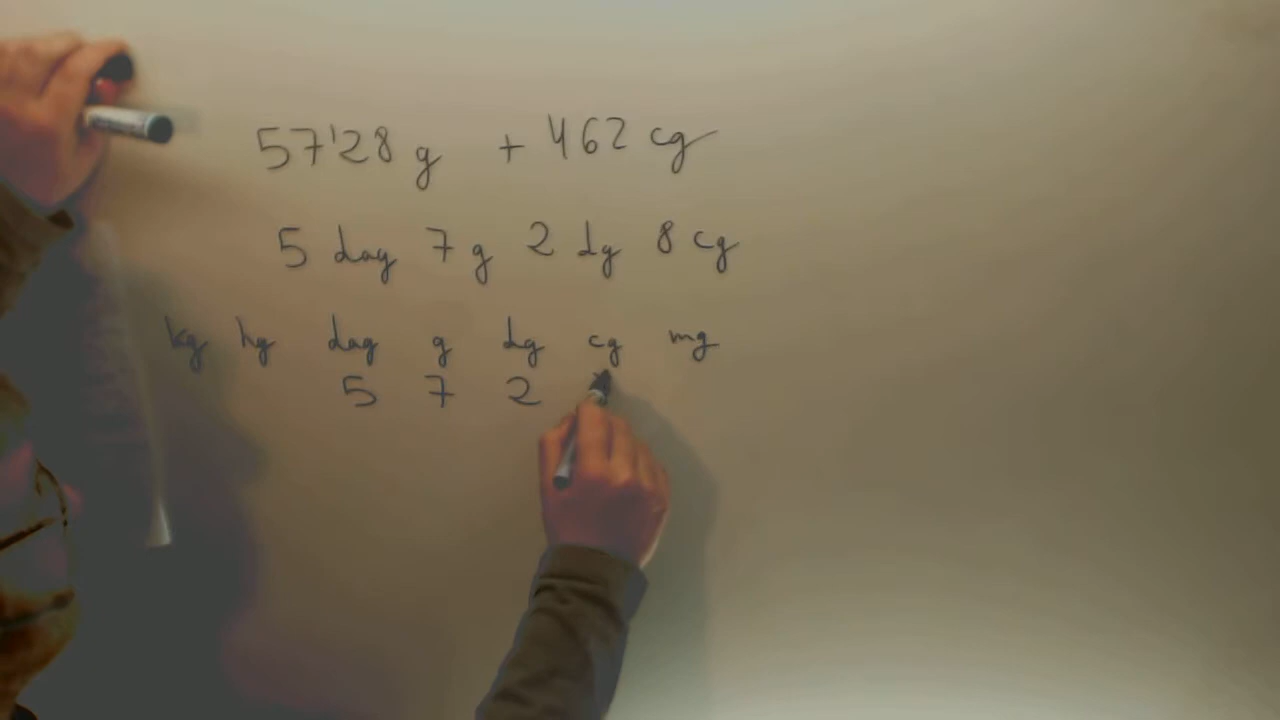 57'28 g + 462 cg
5 dag 7 g 2 dg 8 cg
kg hg dag g dg cg mg
5 7 2